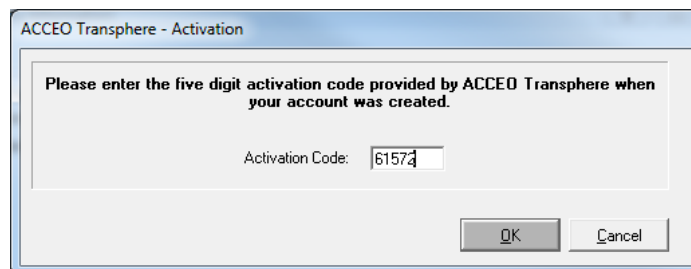 ACCEO Transphere - Activation
Please enter the five digit activation code provided by ACCEO Transphere when
your account was created.
Activation Code: 61572
OK Cancel